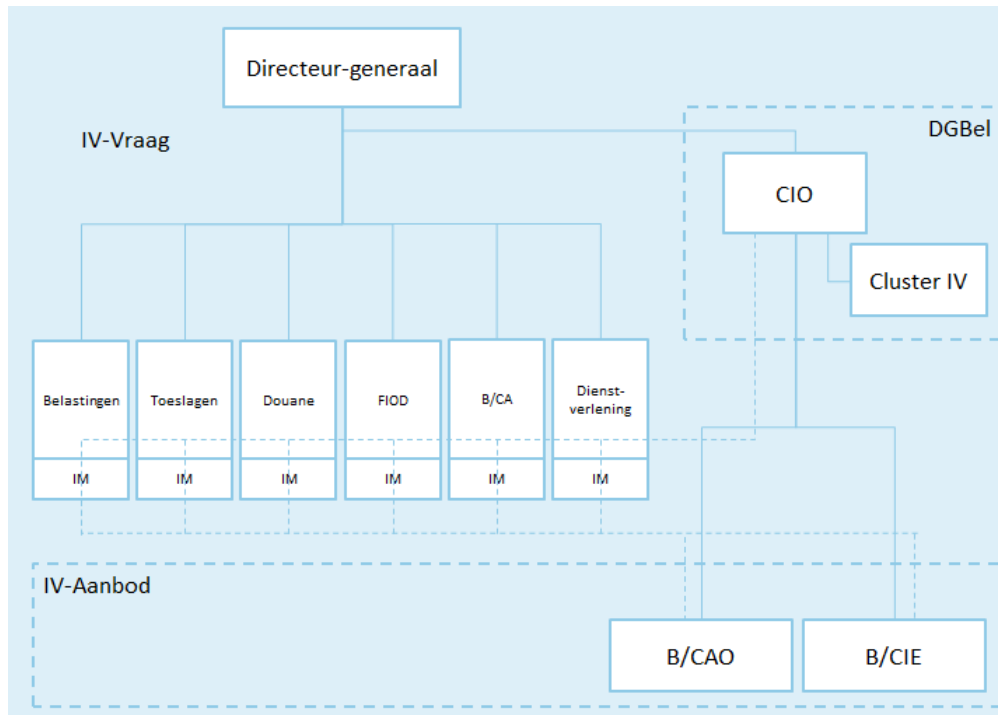 Directeur-generaal
IV-Vraag
DGBel
CIO
Cluster IV
Belastingen
Toeslagen
Douane
FIOD
B/CA
Dienst-
verlening
IM
IM
IM
IM
IM
IM
IV-Aanbod
B/CAO
B/CIE